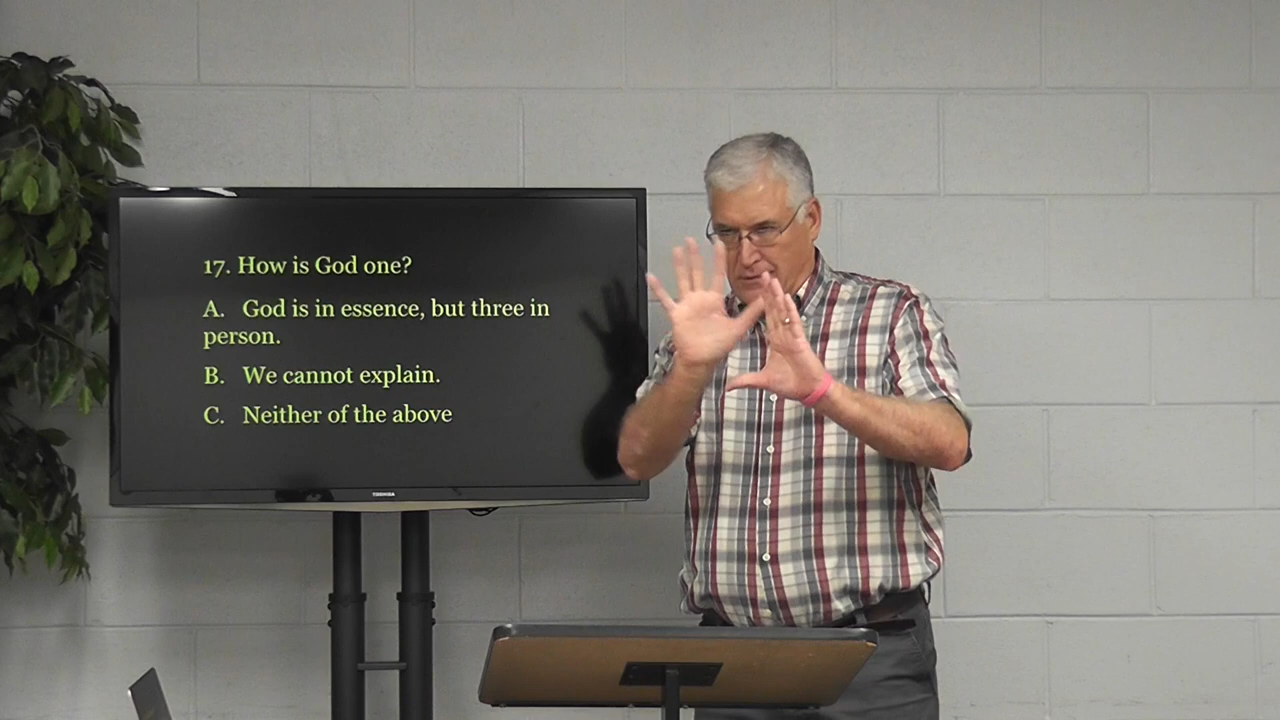 17. How is God one?
A. God is in essence, but three in
person.
B. We cannot explain.
C. Neither of the above
TOSHIBA